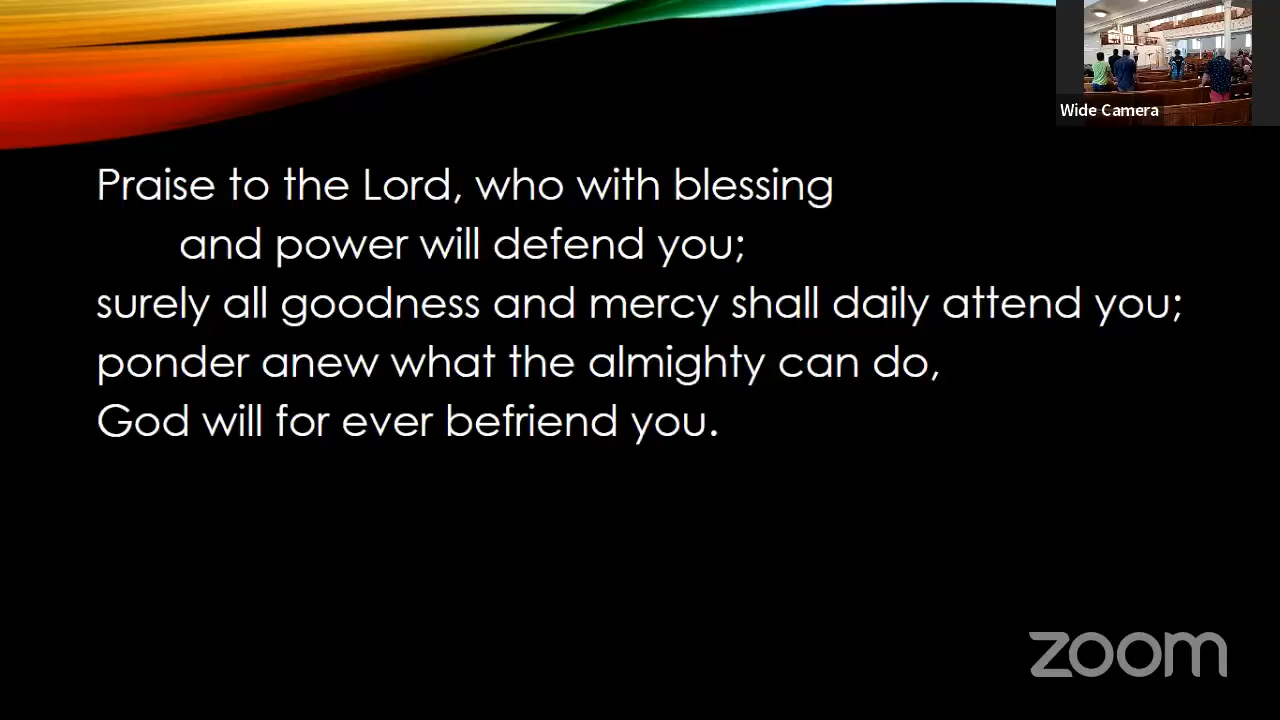 Wide Camera
Praise to the Lord, who with blessing
and power will defend you;
surely all goodness and mercy shall daily attend you;
ponder anew what the almighty can do,
God will for ever befriend you.
zoom